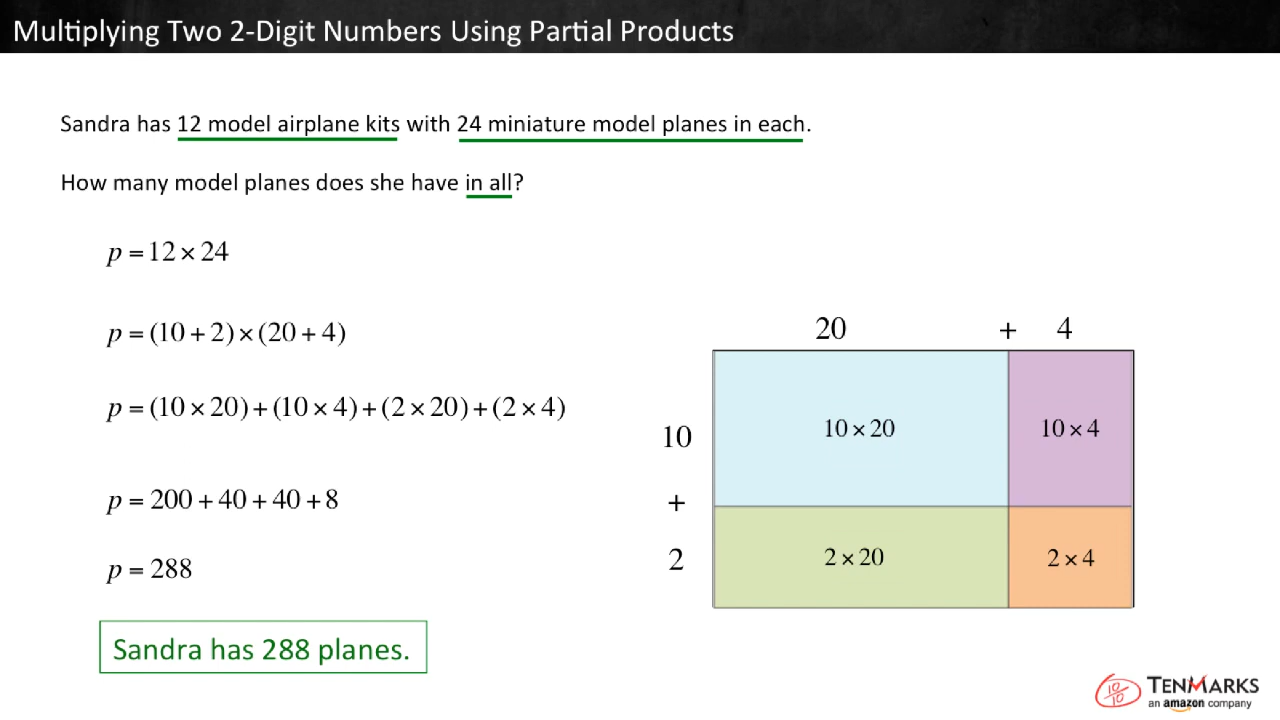 Multiplying Two 2-Digit Numbers Using Partial Products
Sandra has 12 model airplane kits with 24 miniature model planes in each.
How many model planes does she have in all?
p = 12 × 24
p = (10 + 2) × (20 + 4)
p = (10 × 20) + (10 × 4) + (2 × 20) + (2 × 4)
p = 200 + 40 + 40 + 8
p = 288
Sandra has 288 planes.
20 + 4
10
+
2
10 × 20 10 × 4
2 × 20 2 × 4
10/10 TENMARKS
an amazon company